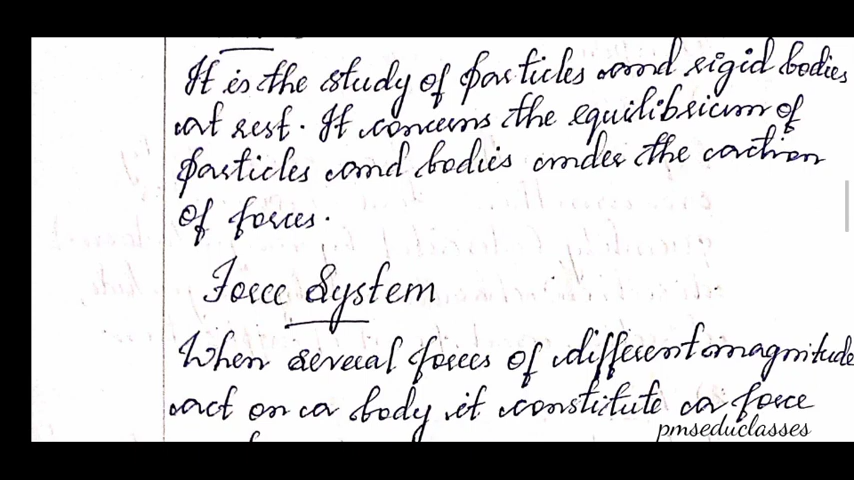 It is the study of particles and rigid bodies
at rest. It concerns the equilibrium of
particles and bodies under the action
of forces.
Force System
When several forces of different magnitude
act on a body it constitute a force
pmseduclasses